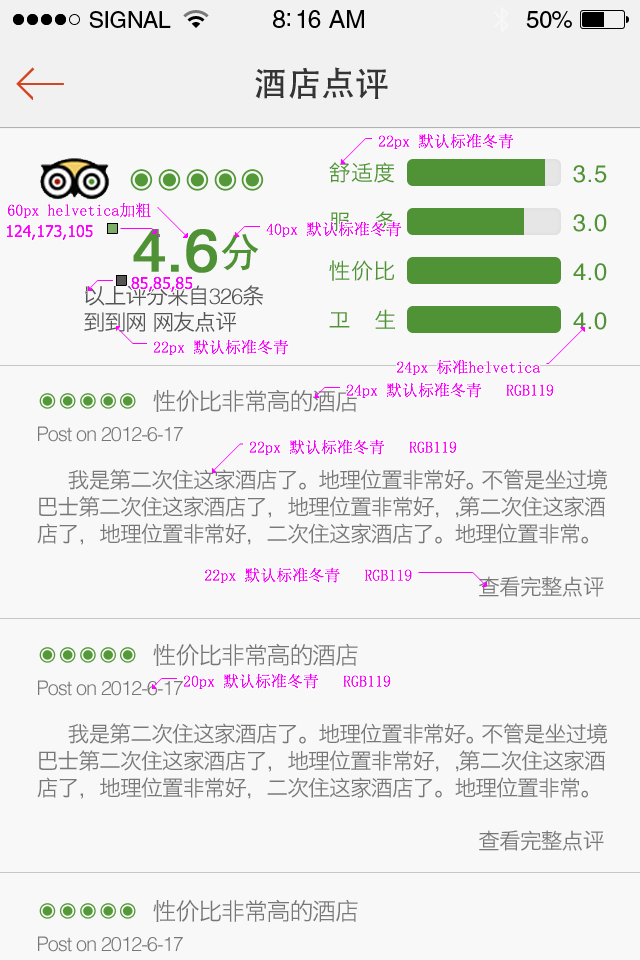 SIGNAL 8:16 AM 50%
酒店点评
22px 默认标准冬青
舒适度 3.5
60px helvetica加粗
服 务 3.0
124,173,105
40px 默认标准冬青
4.6分
性价比 4.0
85,85,85
以上评分来自326条
到到网 网友点评
卫 生 4.0
22px 默认标准冬青
24px 标准helvetica
24px 默认标准冬青 RGB119
性价比非常高的酒店
Post on 2012-6-17
22px 默认标准冬青 RGB119
我是第二次住这家酒店了。地理位置非常好。不管是坐过境
巴士第二次住这家酒店了，地理位置非常好，,第二次住这家酒
店了，地理位置非常好，二次住这家酒店了。地理位置非常。
22px 默认标准冬青 RGB119
查看完整点评
性价比非常高的酒店
Post on 2012-6-17
20px 默认标准冬青 RGB119
我是第二次住这家酒店了。地理位置非常好。不管是坐过境
巴士第二次住这家酒店了，地理位置非常好，,第二次住这家酒
店了，地理位置非常好，二次住这家酒店了。地理位置非常。
查看完整点评
性价比非常高的酒店
Post on 2012-6-17